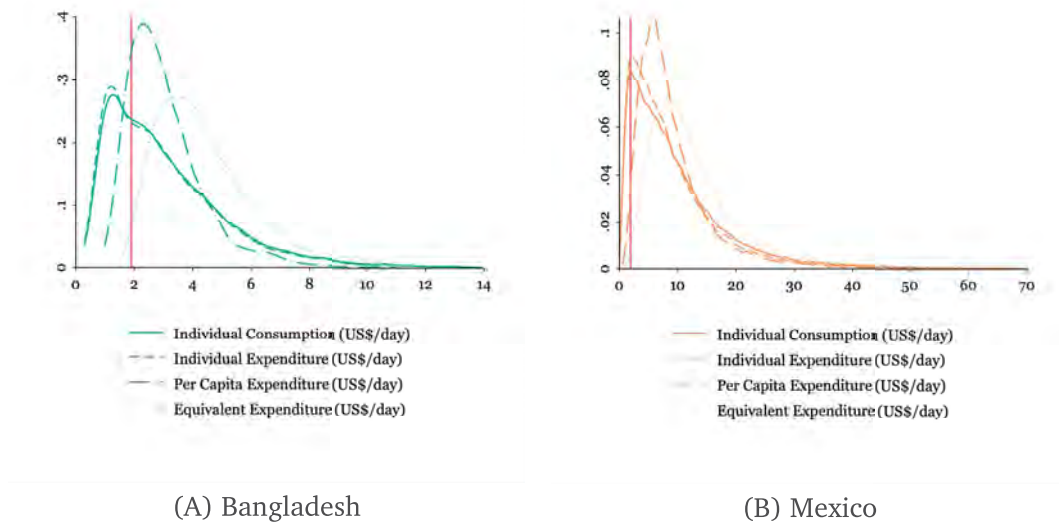 .4
.3
.2
.1
0
0 2 4 6 8 10 12 14
Individual Consumption (US$/day)
Individual Expenditure (US$/day)
Per Capita Expenditure (US$/day)
Equivalent Expenditure (US$/day)
(A) Bangladesh
.1
.08
.06
.04
.02
0
0 10 20 30 40 50 60 70
Individual Consumption (US$/day)
Individual Expenditure (US$/day)
Per Capita Expenditure (US$/day)
Equivalent Expenditure (US$/day)
(B) Mexico